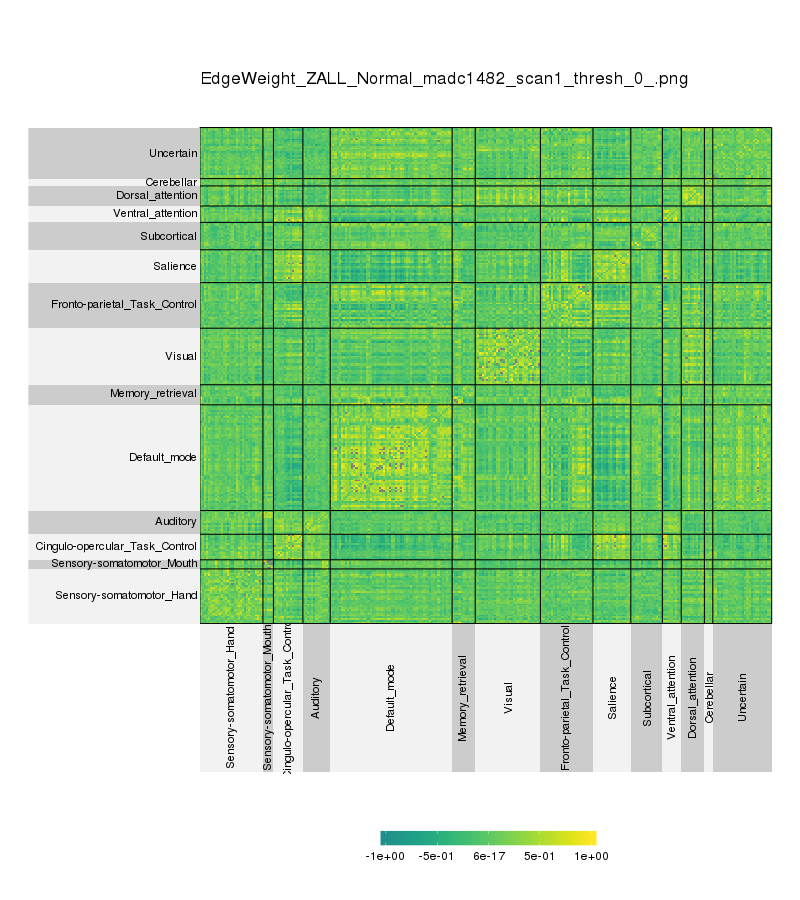 EdgeWeight_ZALL_Normal_madc1482_scan1_thresh_0_.png
Uncertain
Cerebellar
Dorsal_attention
Ventral_attention
Subcortical
Salience
Fronto-parietal_Task_Control
Visual
Memory_retrieval
Default_mode
Auditory
Cingulo-opercular_Task_Control
Sensory-somatomotor_Mouth
Sensory-somatomotor_Hand
Sensory-somatomotor_Hand
Sensory-somatomotor_Mouth
Cingulo-opercular_Task_Control
Auditory
Default_mode
Memory_retrieval
Visual
Fronto-parietal_Task_Control
Salience
Subcortical
Ventral_attention
Dorsal_attention
Cerebellar
Uncertain
-1e+00 -5e-01 6e-17 5e-01 1e+00